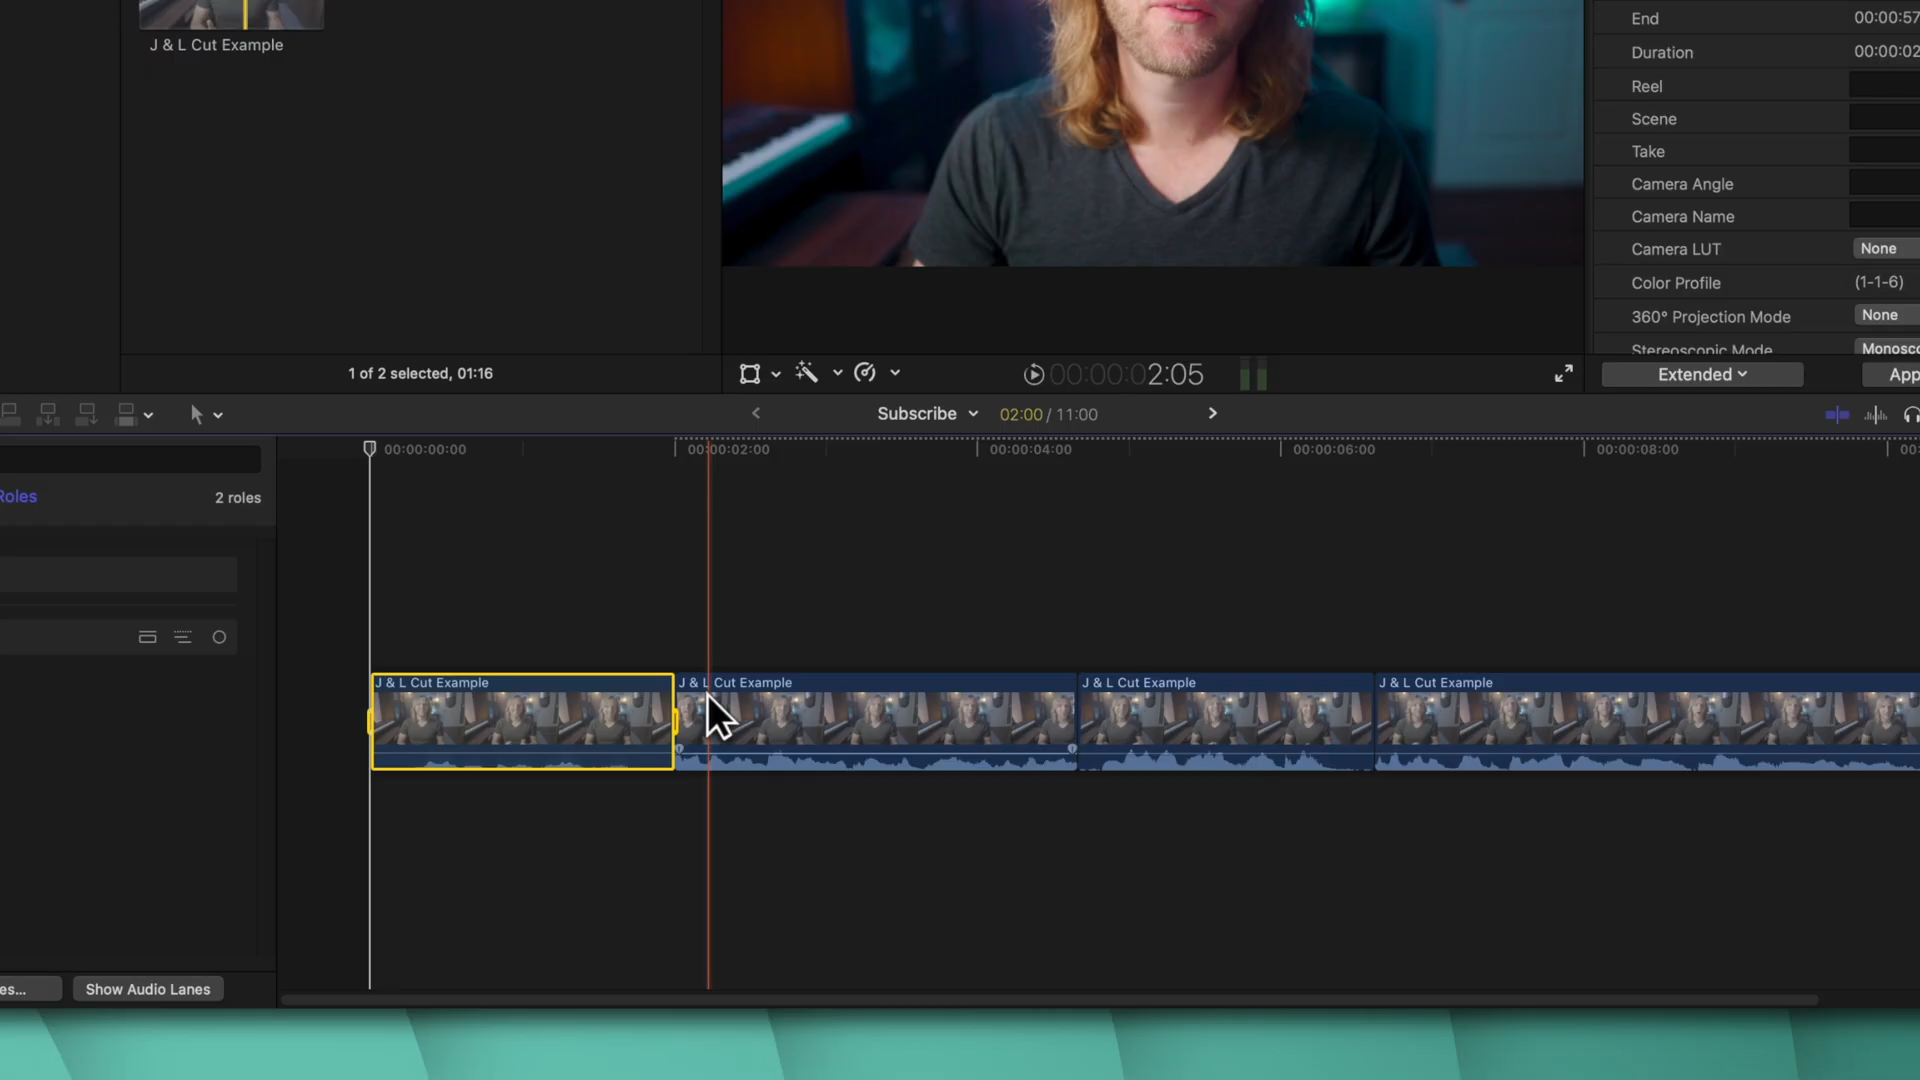 J & L Cut Example
End 00:00:57
Duration 00:00:02
Reel
Scene
Take
Camera Angle
Camera Name
Camera LUT None
Color Profile (1-1-6)
360° Projection Mode None
Stereoscopic Mode Monosco
1 of 2 selected, 01:16
00:00:02:05
Extended
App
Subscribe 02:00 / 11:00
00:00:00:00 00:00:02:00 00:00:04:00 00:00:06:00 00:00:08:00 00:
Roles 2 roles
J & L Cut Example J & L Cut Example J & L Cut Example J & L Cut Example
es... Show Audio Lanes